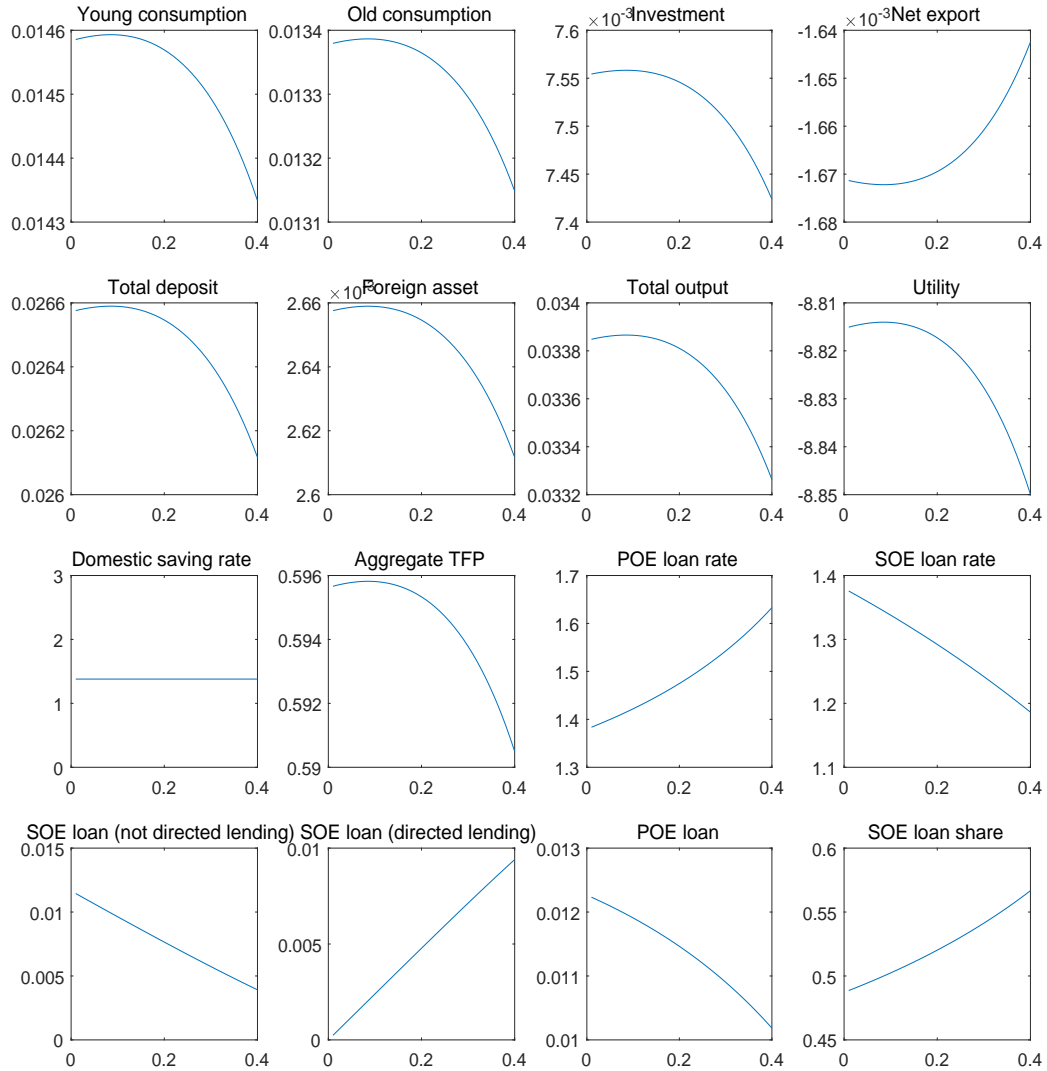 Young consumption
0.0146
0.0145
0.0144
0.0143
0 0.2 0.4
Old consumption
0.0134
0.0133
0.0132
0.0131
0 0.2 0.4
×10-3 Investment
7.6
7.55
7.5
7.45
7.4
0 0.2 0.4
×10-3 Net export
-1.64
-1.65
-1.66
-1.67
-1.68
0 0.2 0.4
Total deposit
0.0266
0.0264
0.0262
0.026
0 0.2 0.4
×10-3 Foreign asset
2.66
2.64
2.62
2.6
0 0.2 0.4
Total output
0.034
0.0338
0.0336
0.0334
0.0332
0 0.2 0.4
Utility
-8.81
-8.82
-8.83
-8.84
-8.85
0 0.2 0.4
Domestic saving rate
3
2
1
0
0 0.2 0.4
Aggregate TFP
0.596
0.594
0.592
0.59
0 0.2 0.4
POE loan rate
1.7
1.6
1.5
1.4
1.3
0 0.2 0.4
SOE loan rate
1.4
1.3
1.2
1.1
0 0.2 0.4
SOE loan (not directed lending)
0.015
0.01
0.005
0
0 0.2 0.4
SOE loan (directed lending)
0.01
0.005
0
0 0.2 0.4
POE loan
0.013
0.012
0.011
0.01
0 0.2 0.4
SOE loan share
0.6
0.55
0.5
0.45
0 0.2 0.4